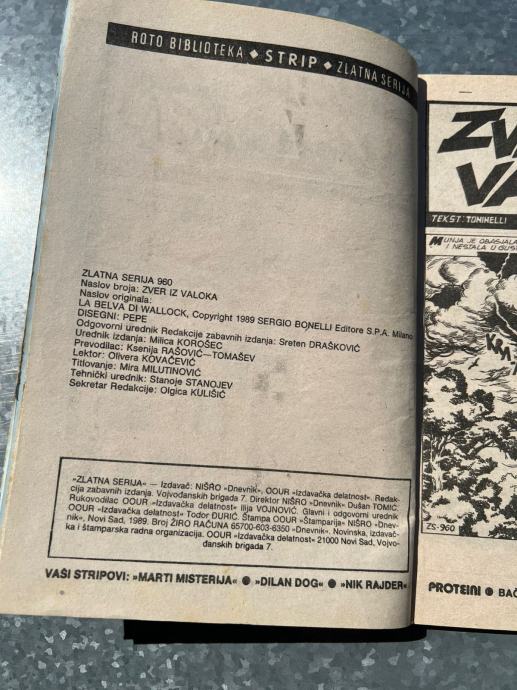 ROTO BIBLIOTEKA ◆ STRIP ◆ ZLATNA SERIJA
ZLATNA SERIJA 960
Naslov broja: ZVER IZ VALOKA
Naslov originala:
LA BELVA DI WALLOCK, Copyright 1989 SERGIO BONELLI Editore S.P.A. Milano
DISEGNI: PEPE
Odgovorni urednik Redakcije zabavnih izdanja: Sreten DRAŠKOVIĆ
Urednik izdanja: Milica KOROŠEC
Prevodilac: Ksenija RAŠOVIĆ—TOMAŠEV
Lektor: Olivera KOVAČEVIĆ
Titlovanje: Mira MILUTINOVIĆ
Tehnički urednik: Stanoje STANOJEV
Sekretar Redakcije: Olgica KULIŠIĆ
»ZLATNA SERIJA« — Izdavač: NIŠRO »Dnevnik«, OOUR »Izdavačka delatnost«. Redak-
cija zabavnih izdanja. Vojvođanskih brigada 7. Direktor NIŠRO »Dnevnik« Dušan TOMIĆ.
Rukovodilac OOUR »Izdavačka delatnost« Ilija VOJNOVIĆ. Glavni i odgovorni urednik
OOUR »Izdavačka delatnost« Todor ĐURIĆ. Štampa OOUR »Štamparija« NIŠRO »Dnev-
nik«, Novi Sad, 1989. Broj ŽIRO RAČUNA 65700-603-6350 »Dnevnik«. Novinska, izdavač-
ka i štamparska radna organizacija. OOUR »Izdavačka delatnost« 21000 Novi Sad, Vojvo-
đanskih brigada 7.
VAŠI STRIPOVI: »MARTI MISTERIJA« ● »DILAN DOG« ● »NIK RAJDER«
TEKST: TONINELLI
MUNJA JE OBASJALA
I NESTALA U
ZS-960
PROTEINI ●